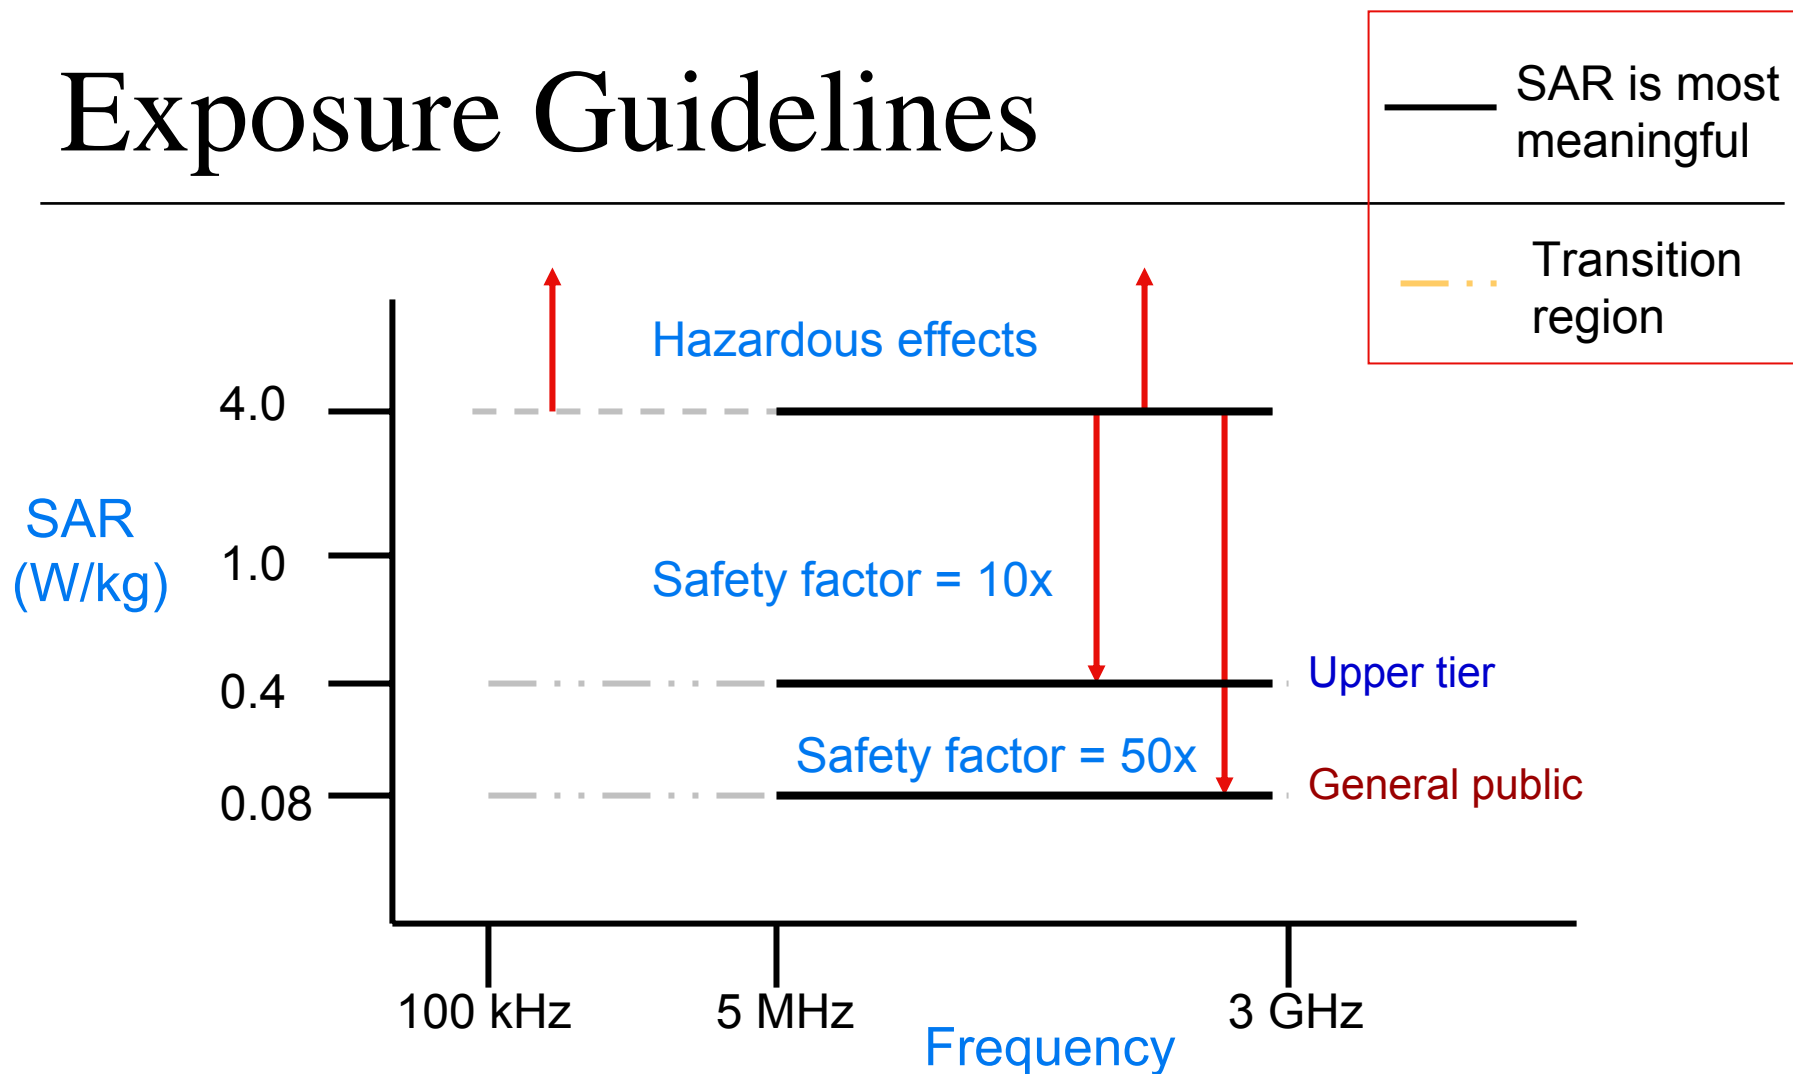 Exposure Guidelines
SAR is most
meaningful
Transition
region
Hazardous effects
4.0
SAR
(W/kg)
1.0
Safety factor = 10x
0.4
Upper tier
Safety factor = 50x
0.08
General public
100 kHz
5 MHz
3 GHz
Frequency